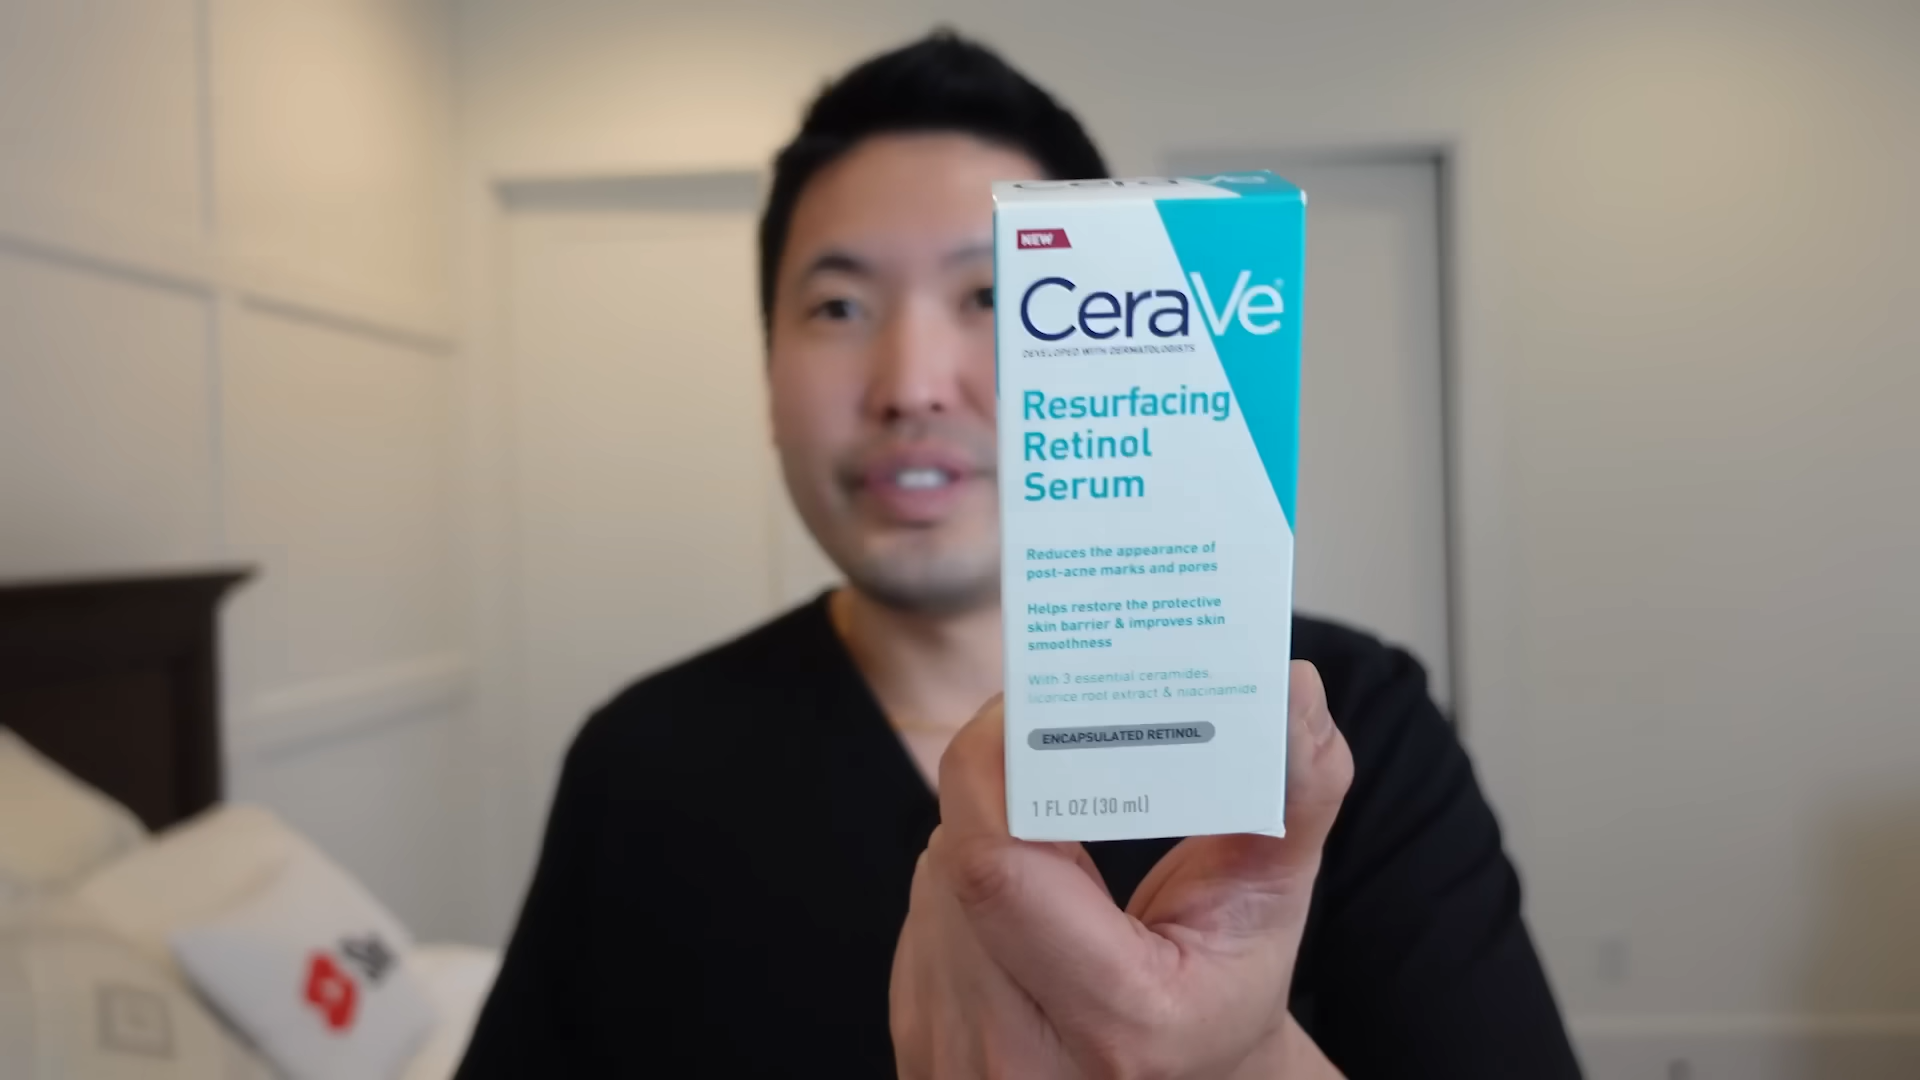 CeraVe
NEW
CeraVe®
DEVELOPED WITH DERMATOLOGISTS
Resurfacing
Retinol
Serum
Reduces the appearance of
post-acne marks and pores
Helps restore the protective
skin barrier & improves skin
smoothness
With 3 essential ceramides,
licorice root extract & niacinamide
ENCAPSULATED RETINOL
1 FL OZ (30 ml)